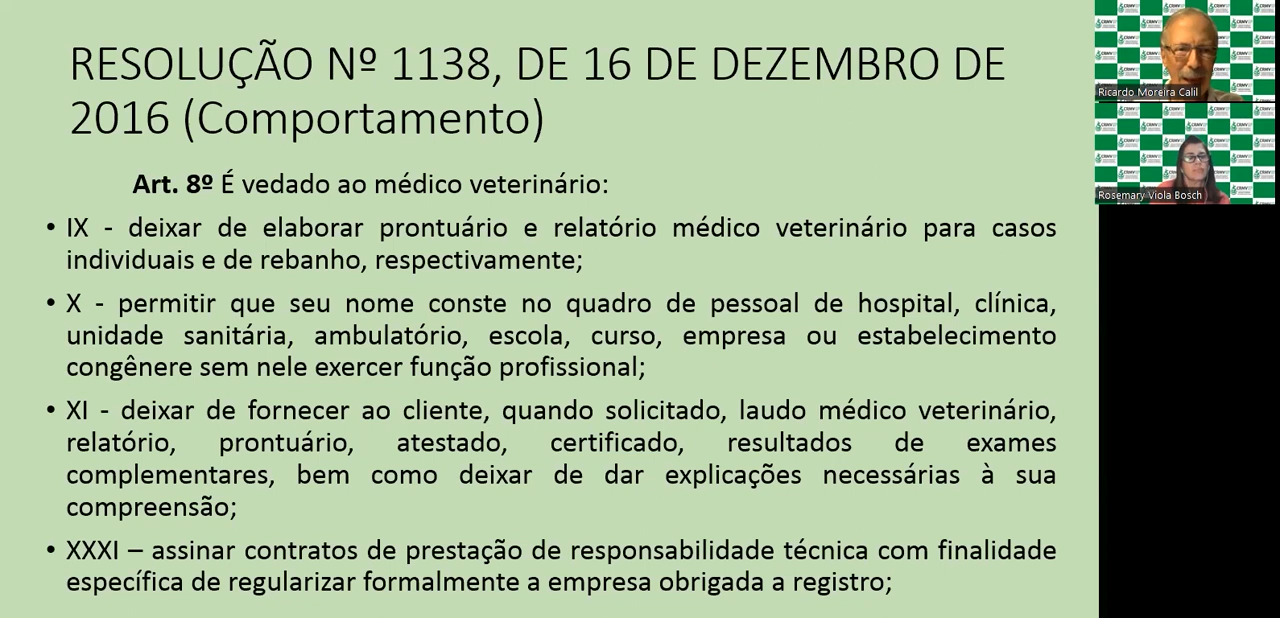 RESOLUÇÃO Nº 1138, DE 16 DE DEZEMBRO DE
2016 (Comportamento)
Art. 8º É vedado ao médico veterinário:
• IX - deixar de elaborar prontuário e relatório médico veterinário para casos
individuais e de rebanho, respectivamente;
• X - permitir que seu nome conste no quadro de pessoal de hospital, clínica,
unidade sanitária, ambulatório, escola, curso, empresa ou estabelecimento
congênere sem nele exercer função profissional;
• XI - deixar de fornecer ao cliente, quando solicitado, laudo médico veterinário,
relatório, prontuário, atestado, certificado, resultados de exames
complementares, bem como deixar de dar explicações necessárias à sua
compreensão;
• XXXI – assinar contratos de prestação de responsabilidade técnica com finalidade
específica de regularizar formalmente a empresa obrigada a registro;
Ricardo Moreira Calil
Rosemary Viola Bosch